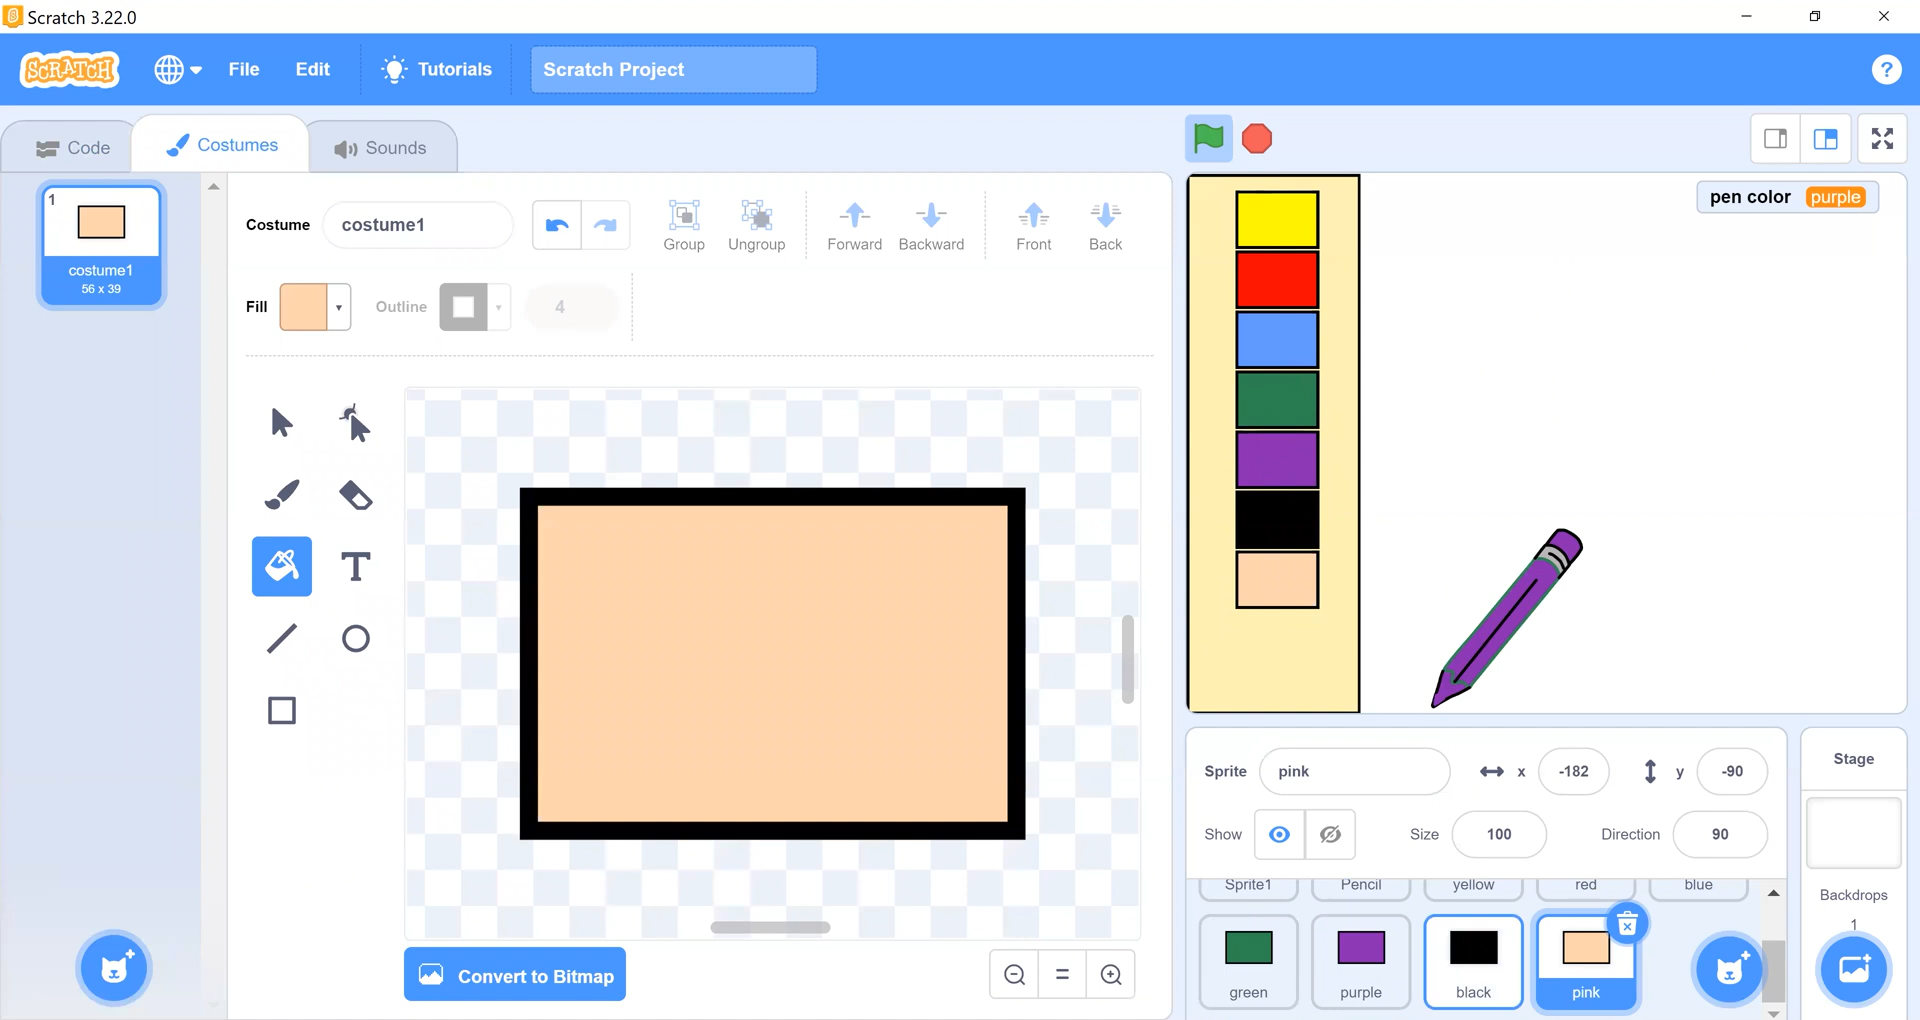 Scratch 3.22.0
SCRATCH File Edit Tutorials Scratch Project ?
Code Costumes Sounds
1
costume1
56 x 39
Costume costume1 Group Ungroup Forward Backward Front Back
Fill Outline 4
T
Convert to Bitmap
pen color purple
Sprite pink x -182 y -90
Show Size 100 Direction 90
Sprite1 Pencil yellow red blue
green purple black pink
Stage
Backdrops
1